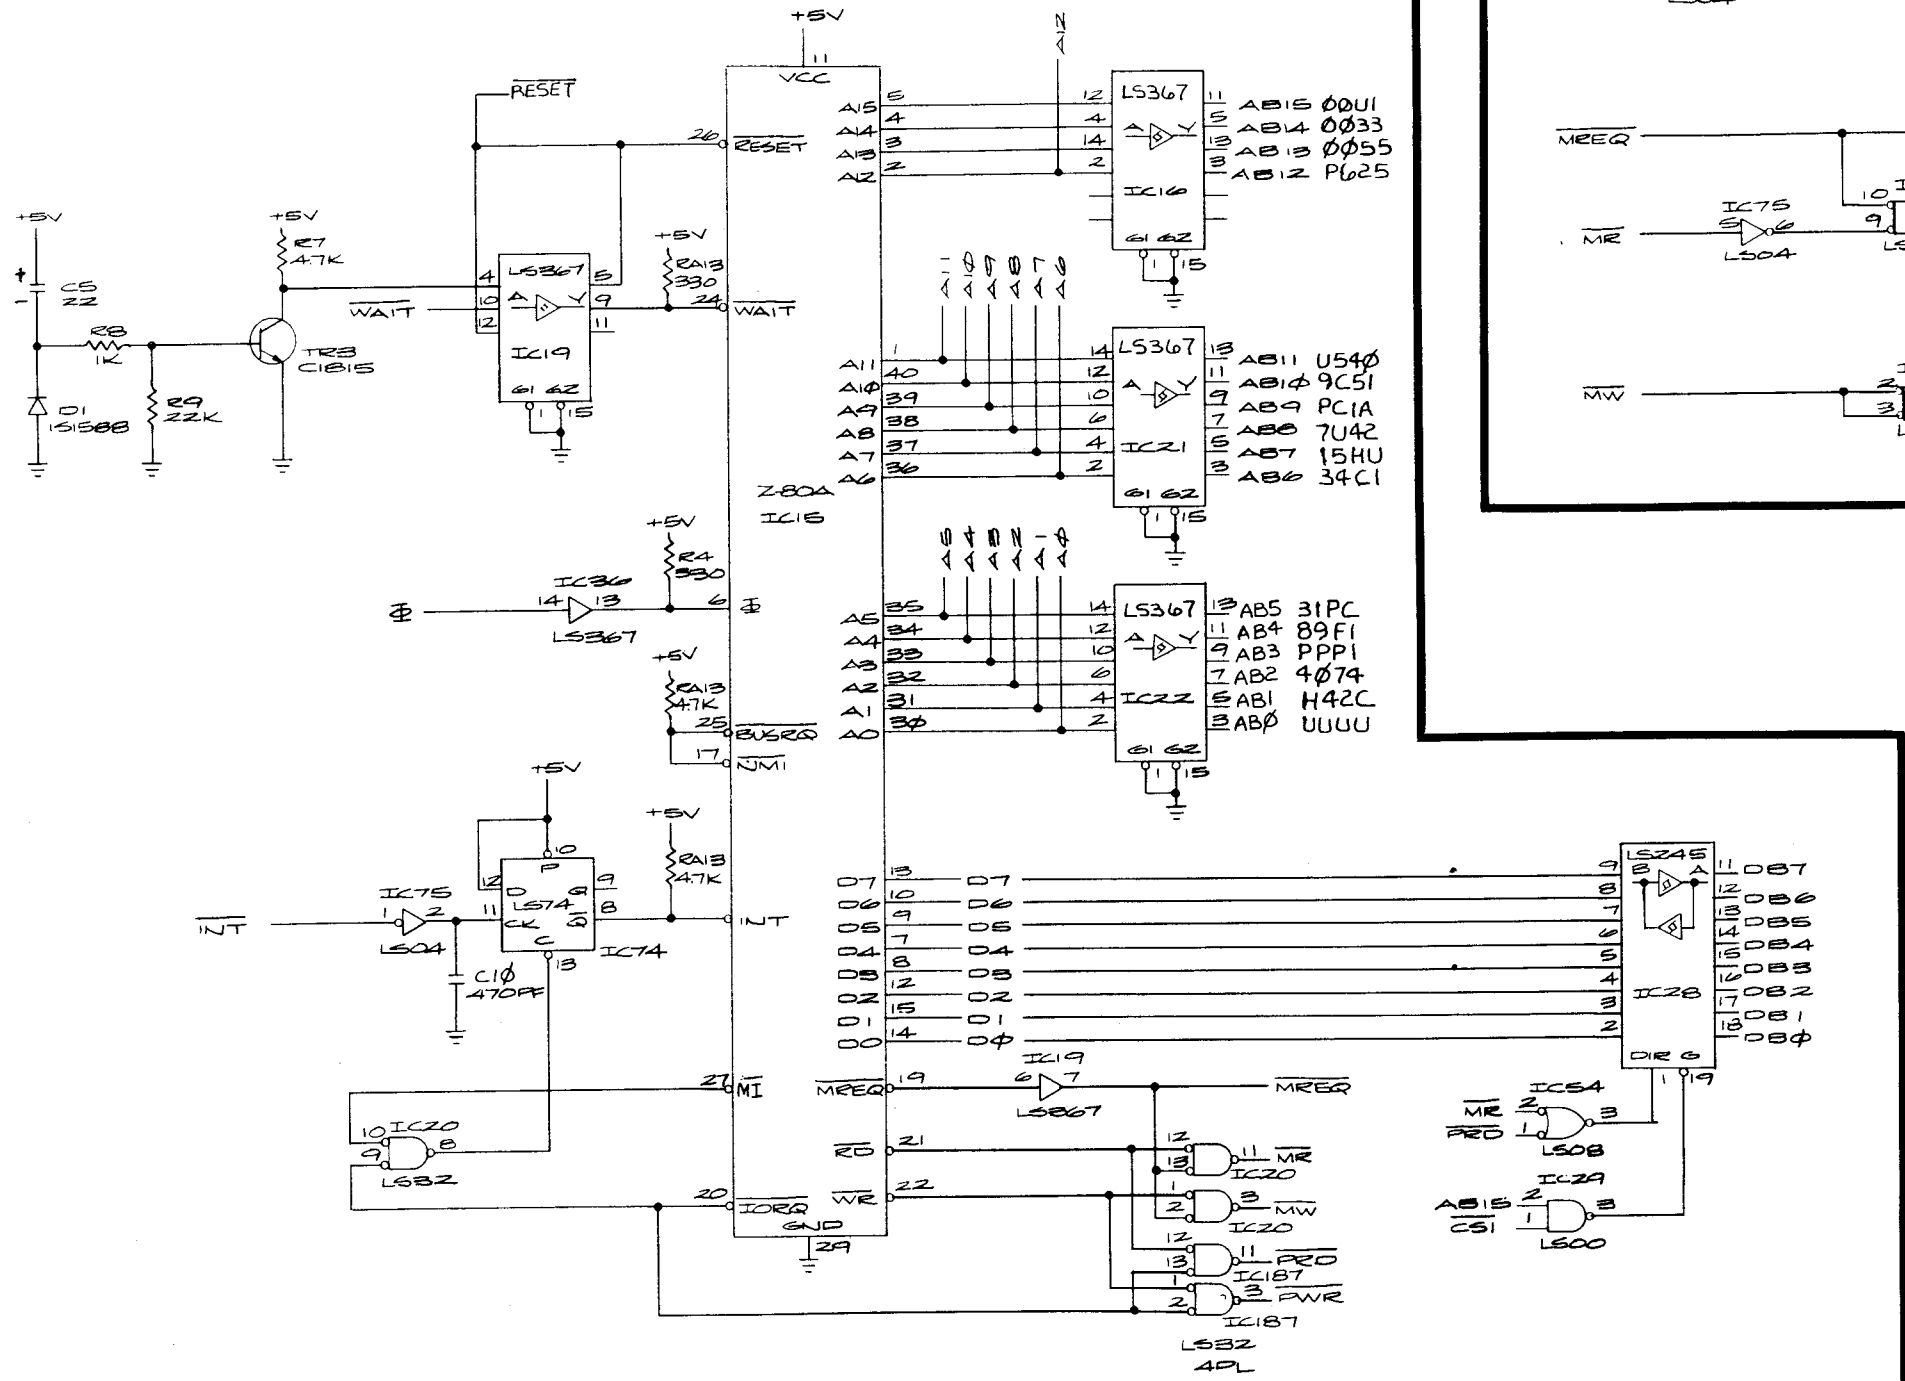 +5V
11
VCC
A12
RESET
26
RESET
A15 5
A14 4
A13 3
A12 2
12
4
14
2
LS367
A Y
IC16
G1 G2
1 15
11 AB15 00U1
5 AB14 0033
13 AB13 0055
3 AB12 P625
MREQ
MR
5 IC75 6
LS04
10
9
MW
2
3
+5V
+
-
C5
22
R8
1K
D1
1S1588
R9
22K
+5V
R7
4.7K
TR3
C1815
WAIT
4
10
12
LS367
A Y
IC19
G1 G2
1 15
5
9
11
+5V
RA13
330
24
WAIT
A11 A10 A9 A8 A7 A6
A11 1
A10 40
A9 39
A8 38
A7 37
A6 36
14
12
10
6
4
2
LS367
A Y
IC21
G1 G2
1 15
13 AB11 U540
11 AB10 9C51
9 AB9 PC1A
7 AB8 7U42
5 AB7 15HU
3 AB6 34C1
Z-80A
IC15
+5V
R4
330
Φ
IC36
14 13
LS367
6 Φ
A5 A4 A3 A2 A1 A0
A5 35
A4 34
A3 33
A2 32
A1 31
A0 30
14
12
10
6
4
2
LS367
A Y
IC22
G1 G2
1 15
13 AB5 31PC
11 AB4 89F1
9 AB3 PPP1
7 AB2 4074
5 AB1 H42C
3 AB0 UUUU
+5V
RA13
4.7K
25
BUSRQ
17
NMI
+5V
10
P
12 D Q 9
LS74
11 CK Q 8
C
13
IC74
+5V
RA13
4.7K
INT
INT
IC75
1 2
LS04
C10
470PF
D7 13 D7
D6 10 D6
D5 9 D5
D4 7 D4
D3 8 D3
D2 12 D2
D1 15 D1
D0 14 D0
9
8
7
6
5
4
3
2
LS245
B A
IC28
DIR G
1 19
11 DB7
12 DB6
13 DB5
14 DB4
15 DB3
16 DB2
17 DB1
18 DB0
27
M1
10 IC20
9 8
LS32
20
IORQ
GND
29
MREQ 19
IC19
6 7
LS367
MREQ
RD 21
WR 22
12
13 11 MR
IC20
1
2 3 MW
IC20
12
13 11 PRD
IC187
1
2 3 PWR
IC187
LS32
4PL
IC54
MR 2
PRD 1 3
LS08
IC29
AB15 2
CS1 1 3
LS00